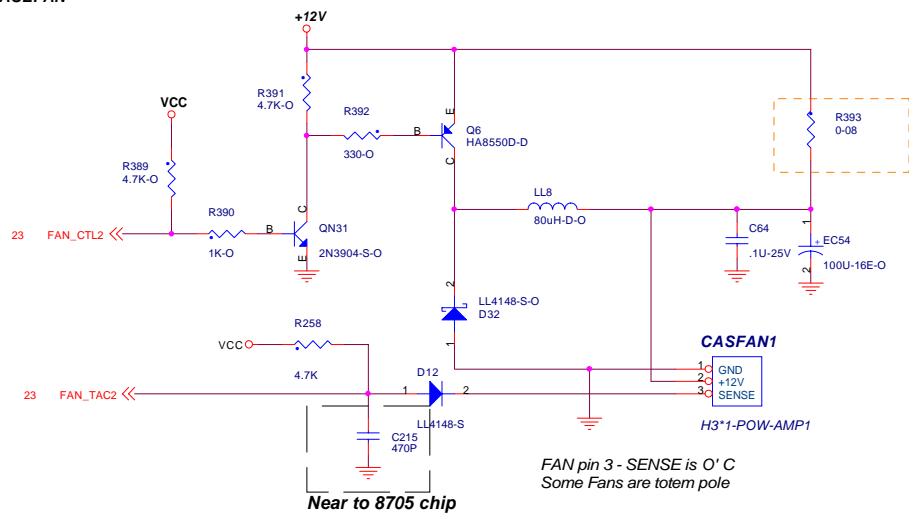 +12V
R391
4.7K-O
R392
330-O
B
E
C
Q6
HA8550D-D
R393
0-08
VCC
R389
4.7K-O
R390
1K-O
B
C
E
QN31
2N3904-S-O
23 FAN_CTL2
LL8
80uH-D-O
C64
.1U-25V
1
2
+
EC54
100U-16E-O
2
1
LL4148-S-O
D32
R258
VCC
4.7K
23 FAN_TAC2
D12
1
2
LL4148-S
C215
470P
Near to 8705 chip
CASFAN1
1 GND
2 +12V
3 SENSE
H3*1-POW-AMP1
FAN pin 3 - SENSE is O' C
Some Fans are totem pole